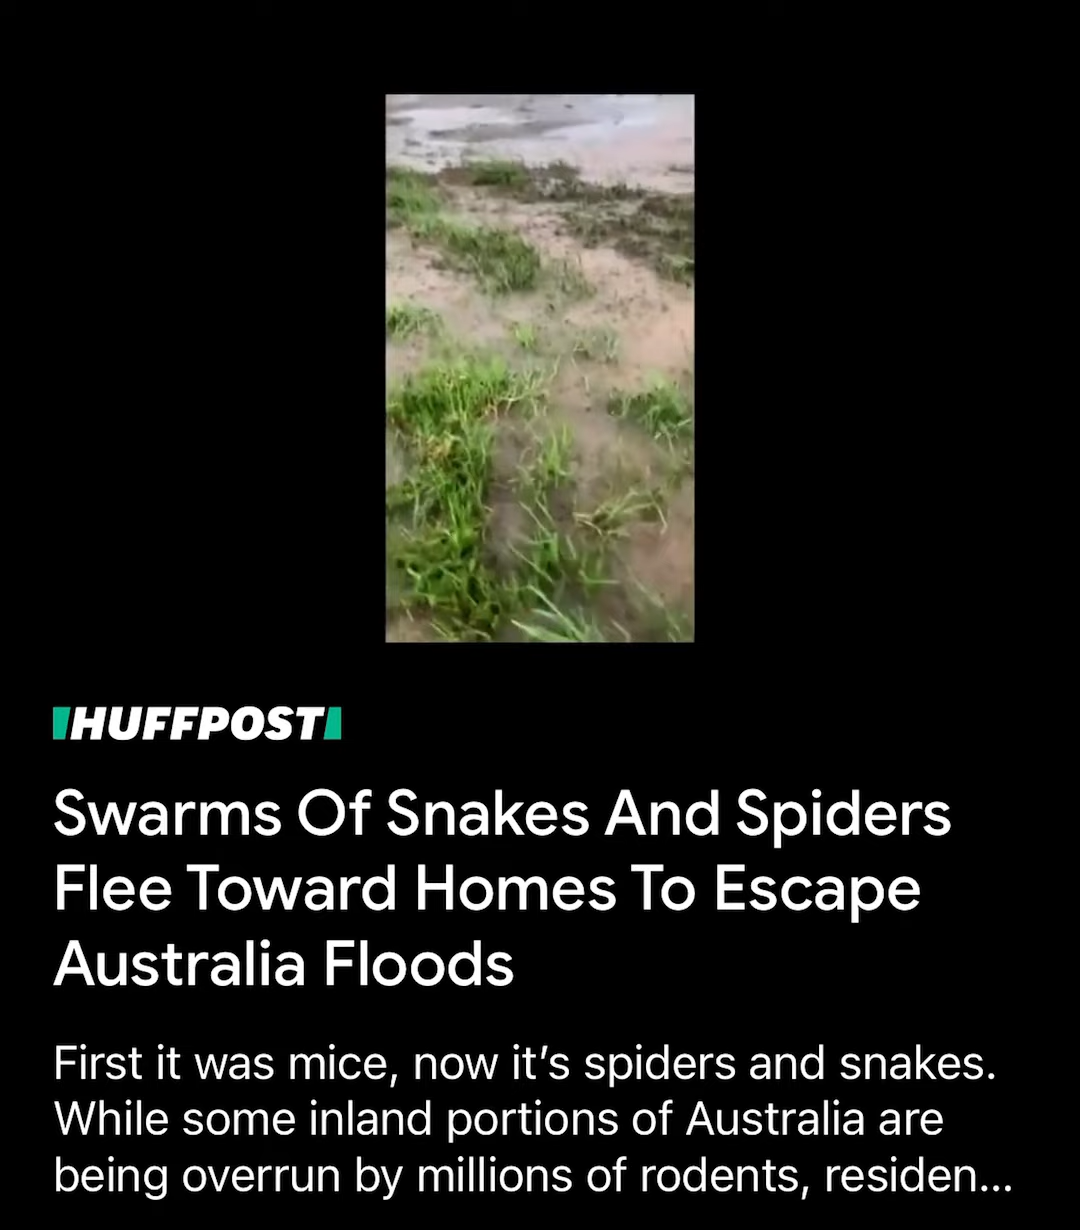 HUFFPOST
Swarms Of Snakes And Spiders
Flee Toward Homes To Escape
Australia Floods
First it was mice, now it’s spiders and snakes.
While some inland portions of Australia are
being overrun by millions of rodents, residen...